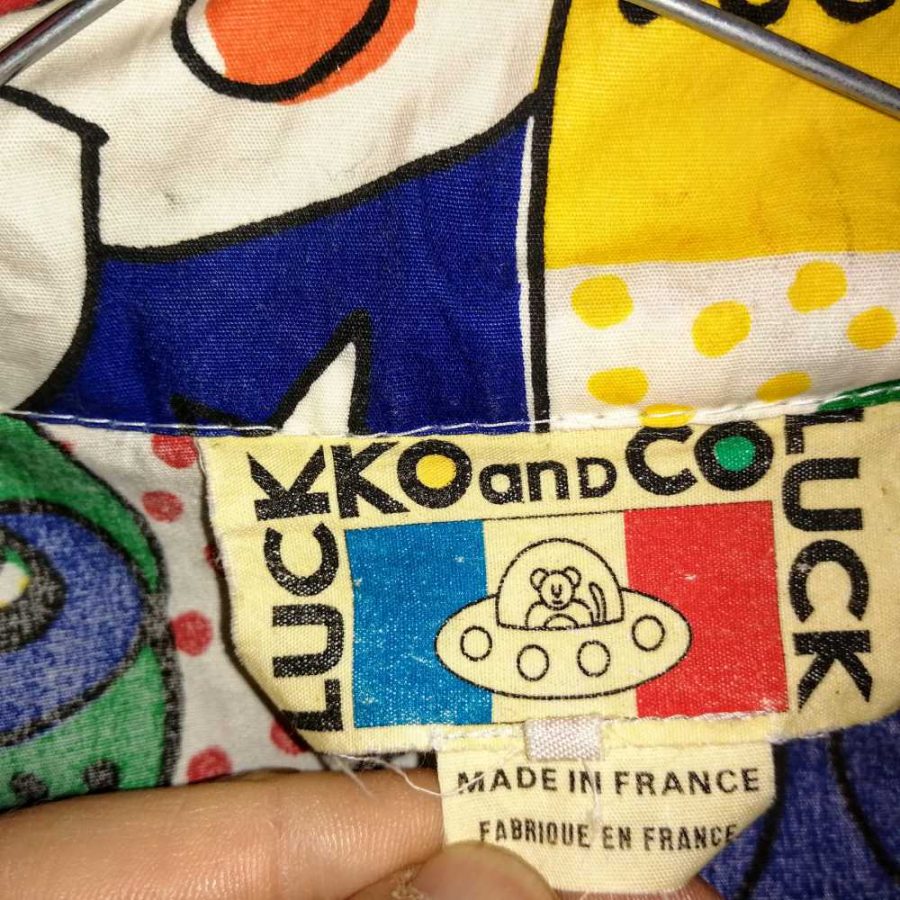 LUCK
KO and CO
LUCK
MADE IN FRANCE
FABRIQUE EN FRANCE